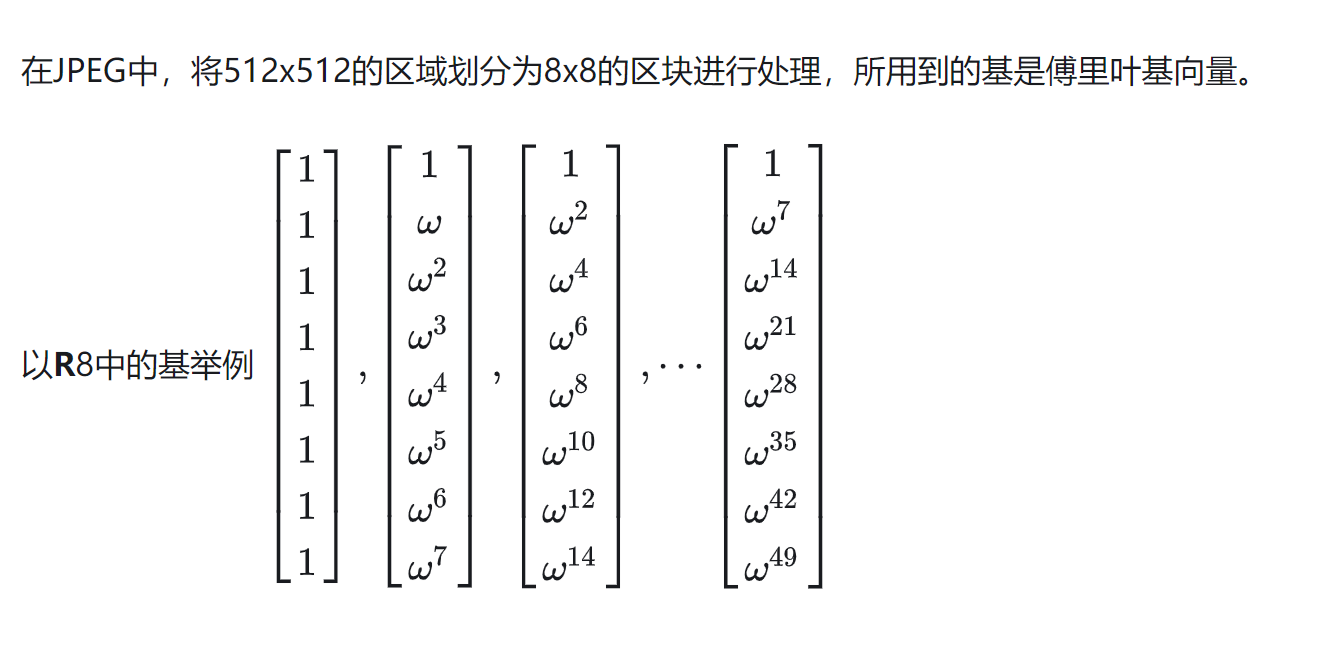 在JPEG中，将512x512的区域划分为8x8的区块进行处理，所用到的基是傅里叶基向量。
以R8中的基举例 $\begin{bmatrix} 1 \\ 1 \\ 1 \\ 1 \\ 1 \\ 1 \\ 1 \\ 1 \end{bmatrix}, \begin{bmatrix} 1 \\ \omega \\ \omega^2 \\ \omega^3 \\ \omega^4 \\ \omega^5 \\ \omega^6 \\ \omega^7 \end{bmatrix}, \begin{bmatrix} 1 \\ \omega^2 \\ \omega^4 \\ \omega^6 \\ \omega^8 \\ \omega^{10} \\ \omega^{12} \\ \omega^{14} \end{bmatrix}, \cdots \begin{bmatrix} 1 \\ \omega^7 \\ \omega^{14} \\ \omega^{21} \\ \omega^{28} \\ \omega^{35} \\ \omega^{42} \\ \omega^{49} \end{bmatrix}$